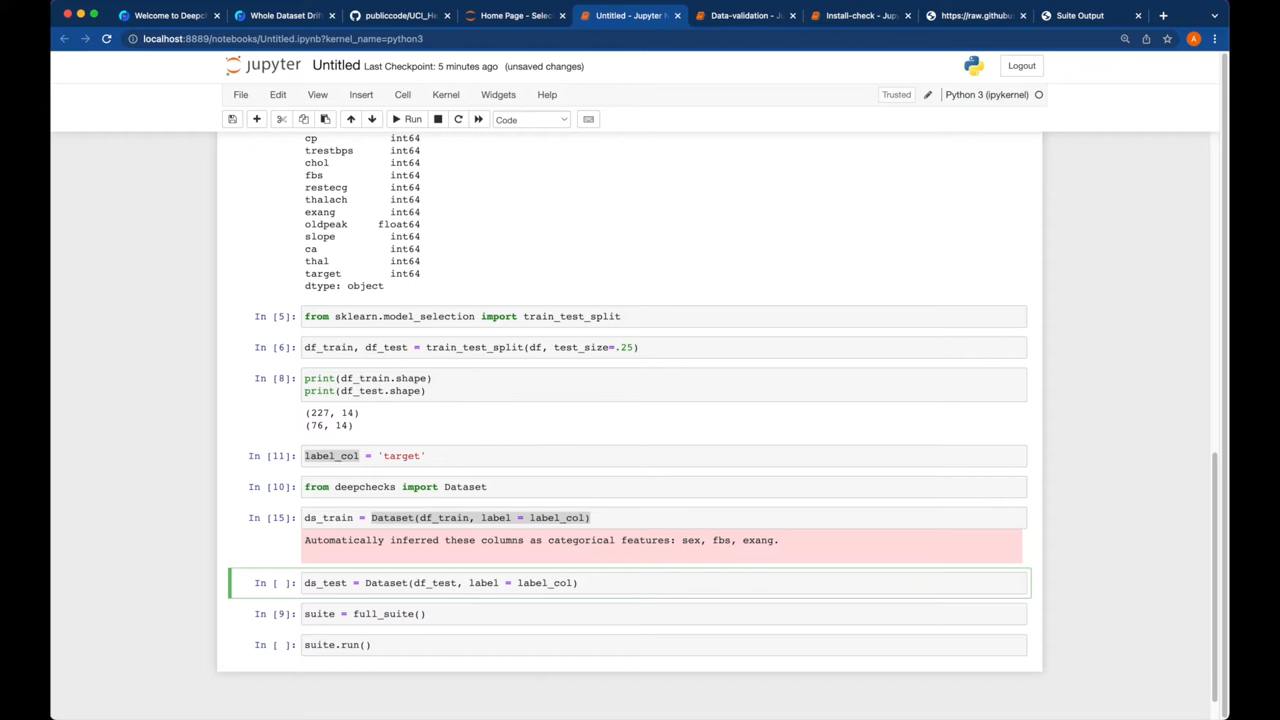 Welcome to Deepc
Whole Dataset Drif
publiccode/UCI_He
Home Page - Selec
Untitled - Jupyter N
Data-validation - Ju
Install-check - Jup
https://raw.githubu
Suite Output
localhost:8889/notebooks/Untitled.ipynb?kernel_name=python3
A
jupyter Untitled Last Checkpoint: 5 minutes ago (unsaved changes)
Logout
File Edit View Insert Cell Kernel Widgets Help
Trusted
Python 3 (ipykernel)
Run
Code
cp int64
trestbps int64
chol int64
fbs int64
restecg int64
thalach int64
exang int64
oldpeak float64
slope int64
ca int64
thal int64
target int64
dtype: object
In [5]: from sklearn.model_selection import train_test_split
In [6]: df_train, df_test = train_test_split(df, test_size=.25)
In [8]: print(df_train.shape)
print(df_test.shape)
(227, 14)
(76, 14)
In [11]: label_col = 'target'
In [10]: from deepchecks import Dataset
In [15]: ds_train = Dataset(df_train, label = label_col)
Automatically inferred these columns as categorical features: sex, fbs, exang.
In [ ]: ds_test = Dataset(df_test, label = label_col)
In [9]: suite = full_suite()
In [ ]: suite.run()